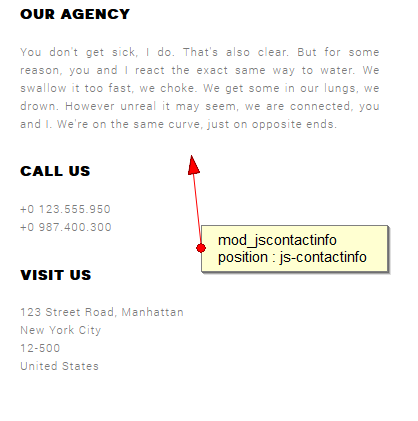 OUR AGENCY
You don't get sick, I do. That's also clear. But for some
reason, you and I react the exact same way to water. We
swallow it too fast, we choke. We get some in our lungs, we
drown. However unreal it may seem, we are connected, you
and I. We're on the same curve, just on opposite ends.
CALL US
+0 123.555.950
+0 987.400.300
mod_jscontactinfo
position : js-contactinfo
VISIT US
123 Street Road, Manhattan
New York City
12-500
United States